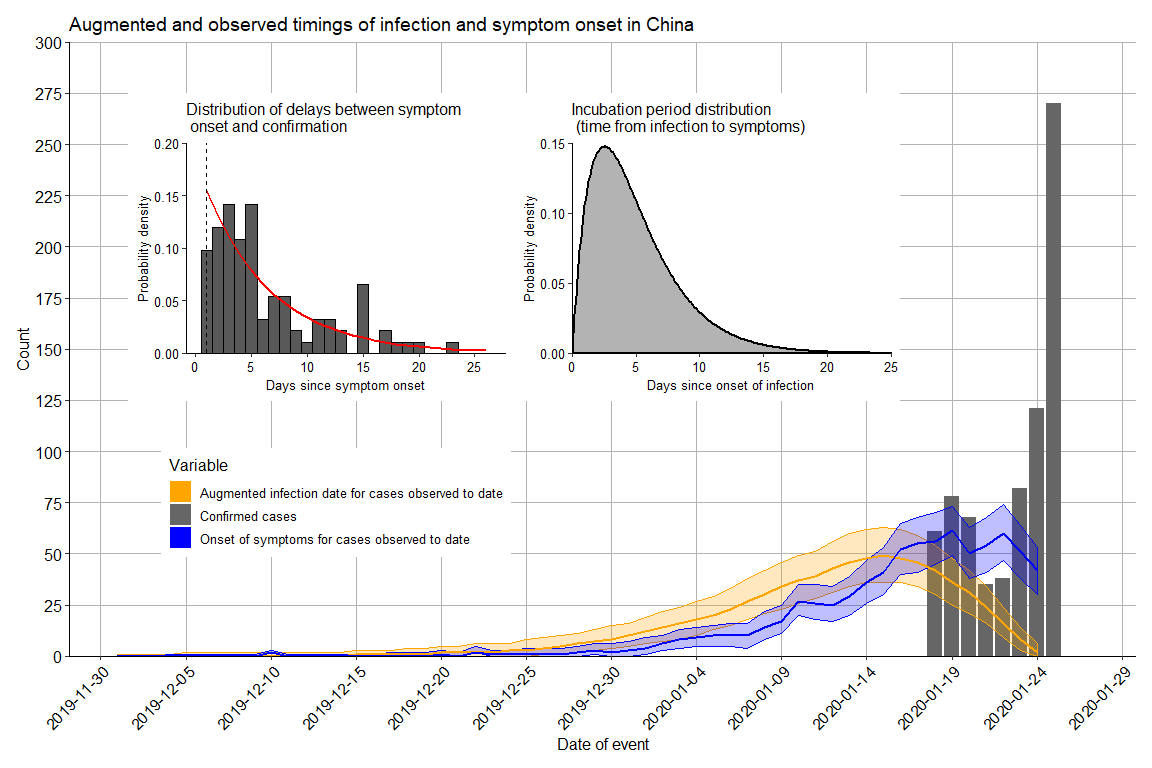 Augmented and observed timings of infection and symptom onset in China
300
275
250
225
200
175
150
125
100
75
50
25
0
Count
Distribution of delays between symptom
onset and confirmation
0.20
0.15
0.10
0.05
0.00
Probability density
0 5 10 15 20 25
Days since symptom onset
Incubation period distribution
(time from infection to symptoms)
0.15
0.10
0.05
0.00
Probability density
0 5 10 15 20 25
Days since onset of infection
Variable
Augmented infection date for cases observed to date
Confirmed cases
Onset of symptoms for cases observed to date
2019-11-30 2019-12-05 2019-12-10 2019-12-15 2019-12-20 2019-12-25 2019-12-30 2020-01-04 2020-01-09 2020-01-14 2020-01-19 2020-01-24 2020-01-29
Date of event